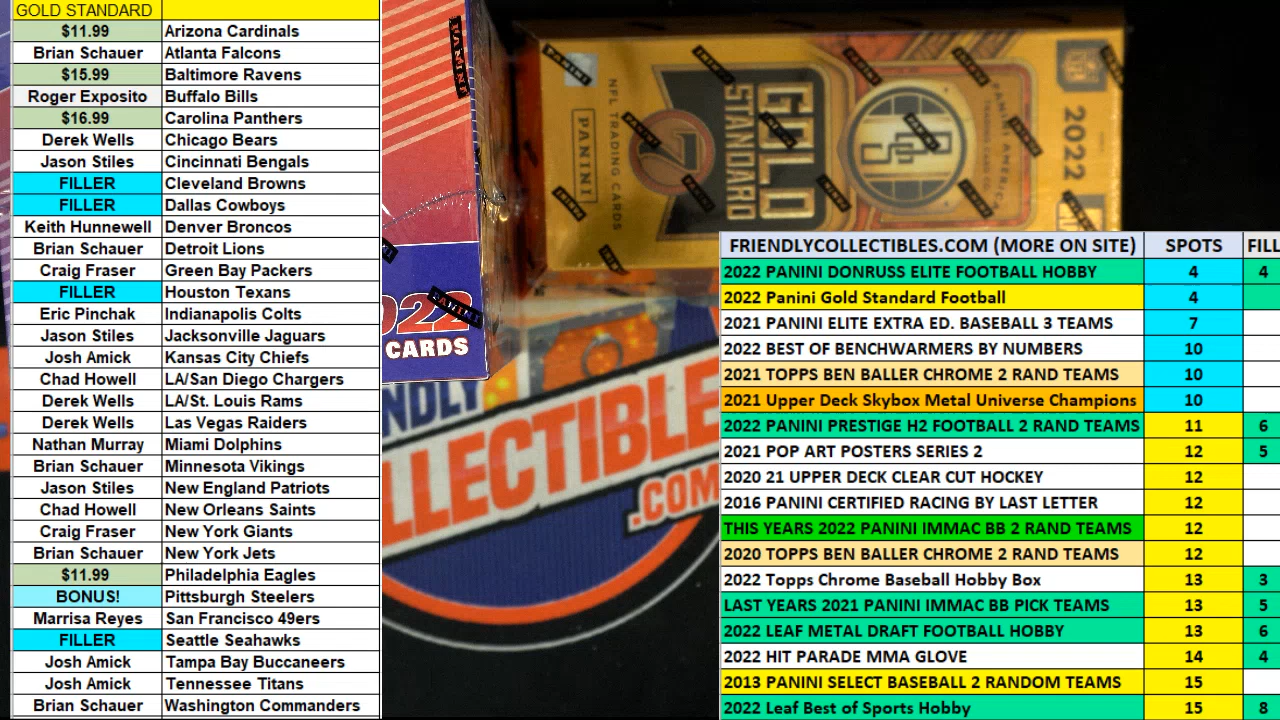 GOLD STANDARD
$11.99 Arizona Cardinals
Brian Schauer Atlanta Falcons
$15.99 Baltimore Ravens
Roger Exposito Buffalo Bills
$16.99 Carolina Panthers
Derek Wells Chicago Bears
Jason Stiles Cincinnati Bengals
FILLER Cleveland Browns
FILLER Dallas Cowboys
Keith Hunnewell Denver Broncos
Brian Schauer Detroit Lions
Craig Fraser Green Bay Packers
FILLER Houston Texans
Eric Pinchak Indianapolis Colts
Jason Stiles Jacksonville Jaguars
Josh Amick Kansas City Chiefs
Chad Howell LA/San Diego Chargers
Derek Wells LA/St. Louis Rams
Derek Wells Las Vegas Raiders
Nathan Murray Miami Dolphins
Brian Schauer Minnesota Vikings
Jason Stiles New England Patriots
Chad Howell New Orleans Saints
Craig Fraser New York Giants
Brian Schauer New York Jets
$11.99 Philadelphia Eagles
BONUS! Pittsburgh Steelers
Marrisa Reyes San Francisco 49ers
FILLER Seattle Seahawks
Josh Amick Tampa Bay Buccaneers
Josh Amick Tennessee Titans
Brian Schauer Washington Commanders
PANINI
022
CARDS
NFL TRADING CARDS
PANINI
7
GOLD
STANDARD
PANINI AMERICA
2022
NDLY
LLECTIBLE
.COM
FRIENDLYCOLLECTIBLES.COM (MORE ON SITE) SPOTS FILL
2022 PANINI DONRUSS ELITE FOOTBALL HOBBY 4 4
2022 Panini Gold Standard Football 4
2021 PANINI ELITE EXTRA ED. BASEBALL 3 TEAMS 7
2022 BEST OF BENCHWARMERS BY NUMBERS 10
2021 TOPPS BEN BALLER CHROME 2 RAND TEAMS 10
2021 Upper Deck Skybox Metal Universe Champions 10
2022 PANINI PRESTIGE H2 FOOTBALL 2 RAND TEAMS 11 6
2021 POP ART POSTERS SERIES 2 12 5
2020 21 UPPER DECK CLEAR CUT HOCKEY 12
2016 PANINI CERTIFIED RACING BY LAST LETTER 12
THIS YEARS 2022 PANINI IMMAC BB 2 RAND TEAMS 12
2020 TOPPS BEN BALLER CHROME 2 RAND TEAMS 12
2022 Topps Chrome Baseball Hobby Box 13 3
LAST YEARS 2021 PANINI IMMAC BB PICK TEAMS 13 5
2022 LEAF METAL DRAFT FOOTBALL HOBBY 13 6
2022 HIT PARADE MMA GLOVE 14 4
2013 PANINI SELECT BASEBALL 2 RANDOM TEAMS 15
2022 Leaf Best of Sports Hobby 15 8